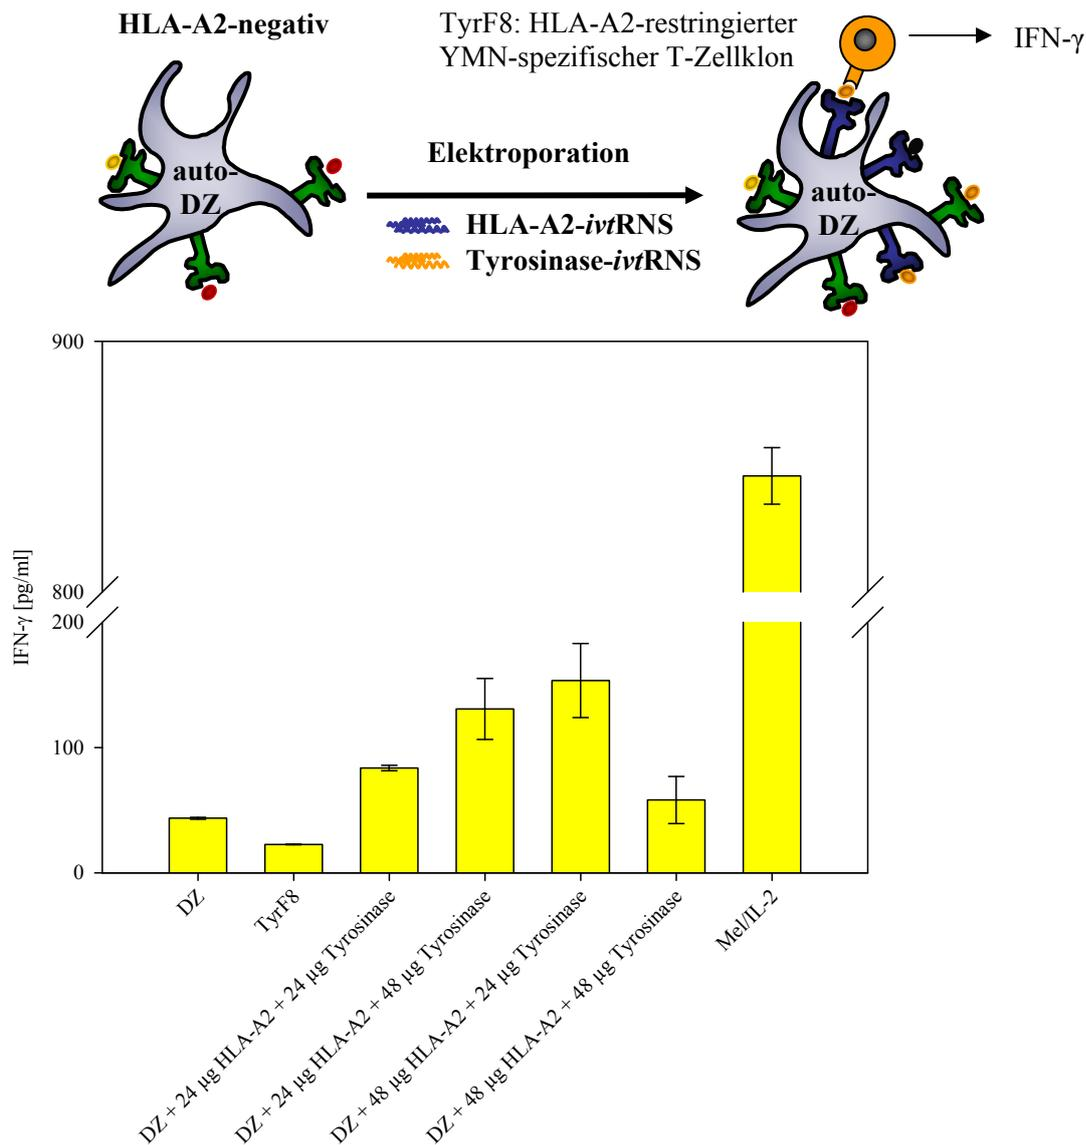 HLA-A2-negativ
TyrF8: HLA-A2-restringierter
YMN-spezifischer T-Zellklon
IFN-γ
auto-
DZ
Elektroporation
HLA-A2-ivtRNS
Tyrosinase-ivtRNS
auto-
DZ
900
800
200
100
0
IFN-γ [pg/ml]
DZ
TyrF8
DZ + 24 µg HLA-A2 + 24 µg Tyrosinase
DZ + 24 µg HLA-A2 + 48 µg Tyrosinase
DZ + 48 µg HLA-A2 + 24 µg Tyrosinase
DZ + 48 µg HLA-A2 + 48 µg Tyrosinase
Mel/IL-2